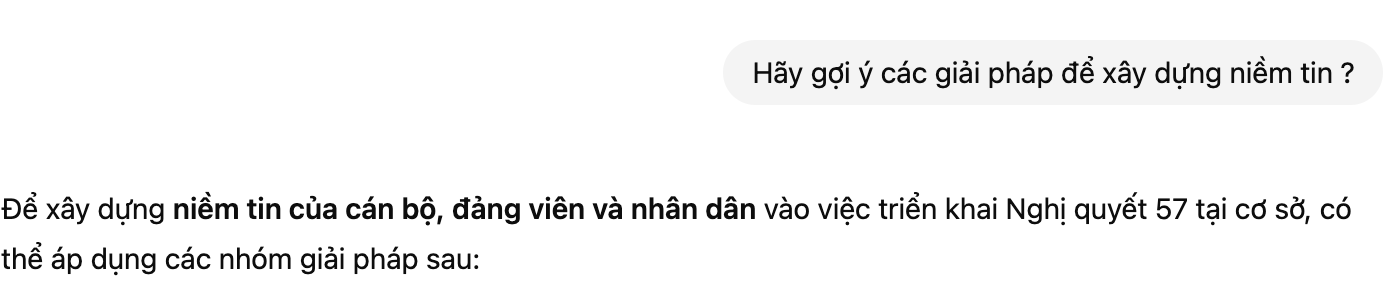 Hãy gợi ý các giải pháp để xây dựng niềm tin ?
Để xây dựng niềm tin của cán bộ, đảng viên và nhân dân vào việc triển khai Nghị quyết 57 tại cơ sở, có
thể áp dụng các nhóm giải pháp sau: